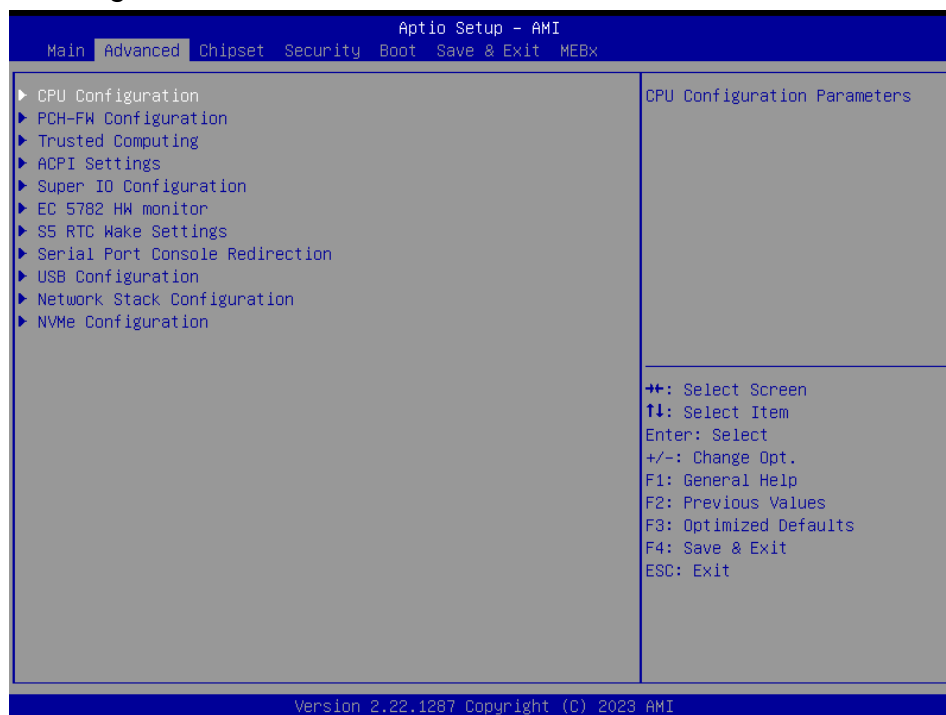 Aptio Setup – AMI
Main Advanced Chipset Security Boot Save & Exit MEBx
CPU Configuration
PCH-FW Configuration
Trusted Computing
ACPI Settings
Super IO Configuration
EC 5782 HW monitor
S5 RTC Wake Settings
Serial Port Console Redirection
USB Configuration
Network Stack Configuration
NVMe Configuration
CPU Configuration Parameters
→←: Select Screen
↑↓: Select Item
Enter: Select
+/-: Change Opt.
F1: General Help
F2: Previous Values
F3: Optimized Defaults
F4: Save & Exit
ESC: Exit
Version 2.22.1287 Copyright (C) 2023 AMI